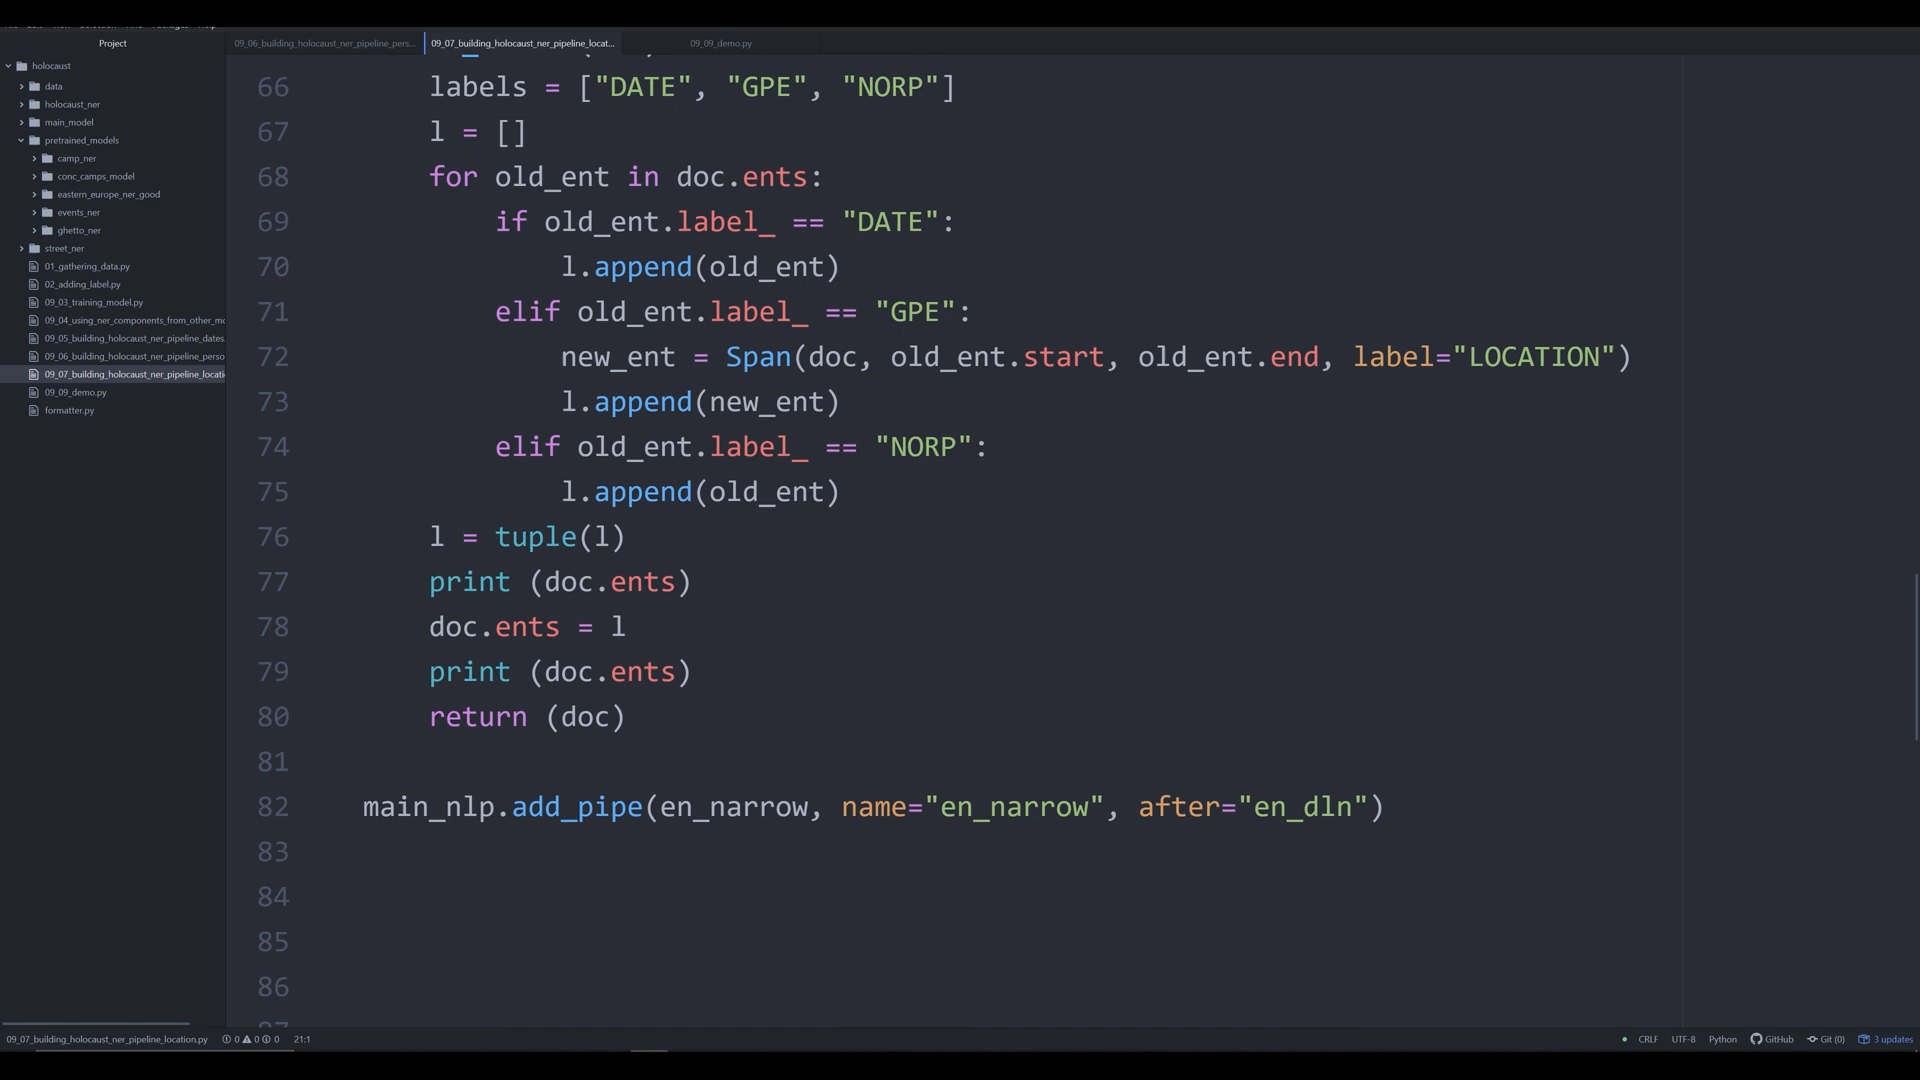 Project
09_06_building_holocaust_ner_pipeline_pers...
09_07_building_holocaust_ner_pipeline_locat...
09_09_demo.py
holocaust
data
holocaust_ner
main_model
pretrained_models
camp_ner
conc_camps_model
eastern_europe_ner_good
events_ner
ghetto_ner
street_ner
01_gathering_data.py
02_adding_label.py
09_03_training_model.py
09_04_using_ner_components_from_other_mo
09_05_building_holocaust_ner_pipeline_dates.
09_06_building_holocaust_ner_pipeline_perso
09_07_building_holocaust_ner_pipeline_locati
09_09_demo.py
formatter.py
66 labels = ["DATE", "GPE", "NORP"]
67 l = []
68 for old_ent in doc.ents:
69 if old_ent.label_ == "DATE":
70 l.append(old_ent)
71 elif old_ent.label_ == "GPE":
72 new_ent = Span(doc, old_ent.start, old_ent.end, label="LOCATION")
73 l.append(new_ent)
74 elif old_ent.label_ == "NORP":
75 l.append(old_ent)
76 l = tuple(l)
77 print (doc.ents)
78 doc.ents = l
79 print (doc.ents)
80 return (doc)
81
82 main_nlp.add_pipe(en_narrow, name="en_narrow", after="en_dln")
83
84
85
86
09_07_building_holocaust_ner_pipeline_location.py 0 0 0 21:1 CRLF UTF-8 Python GitHub Git (0) 3 updates